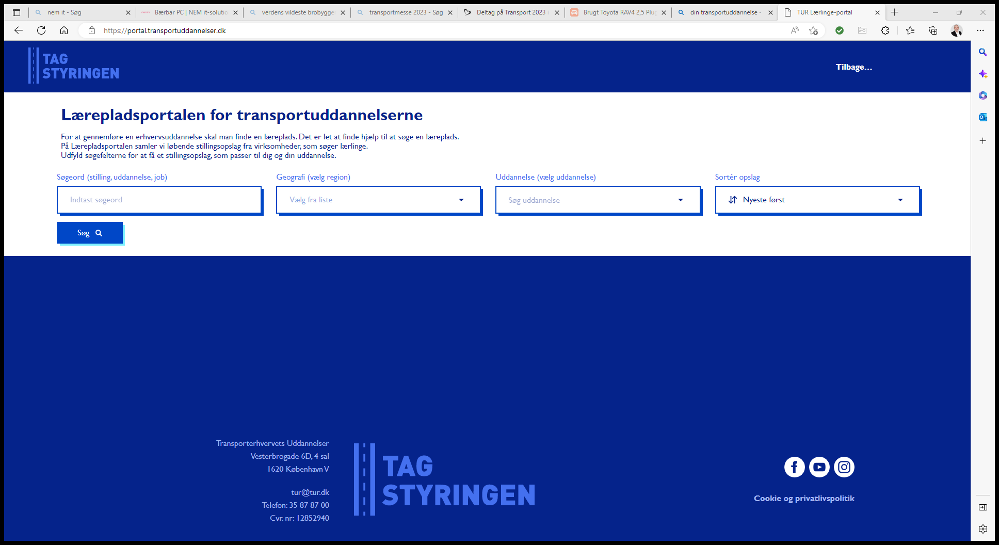 nem it - Søg
Bærbar PC | NEM it-solutio
verdens vildeste brobygger
transportmesse 2023 - Søg
Deltag på Transport 2023 i
Brugt Toyota RAV4 2,5 Plug
din transportuddannelse -
TUR Lærlinge-portal
https://portal.transportuddannelser.dk
TAG
STYRINGEN
Tilbage...
Lærepladsportalen for transportuddannelserne
For at gennemføre en erhvervsuddannelse skal man finde en læreplads. Det er let at finde hjælp til at søge en læreplads.
På Lærepladsportalen samler vi løbende stillingsopslag fra virksomheder, som søger lærlinge.
Udfyld søgefelterne for at få et stillingsopslag, som passer til dig og din uddannelse.
Søgeord (stilling, uddannelse, job)
Geografi (vælg region)
Uddannelse (vælg uddannelse)
Sortér opslag
Indtast søgeord
Vælg fra liste
Søg uddannelse
Nyeste først
Søg
Transporterhvervets Uddannelser
Vesterbrogade 6D, 4 sal
1620 København V
tur@tur.dk
Telefon: 35 87 87 00
Cvr. nr: 12852940
TAG
STYRINGEN
Cookie og privatlivspolitik